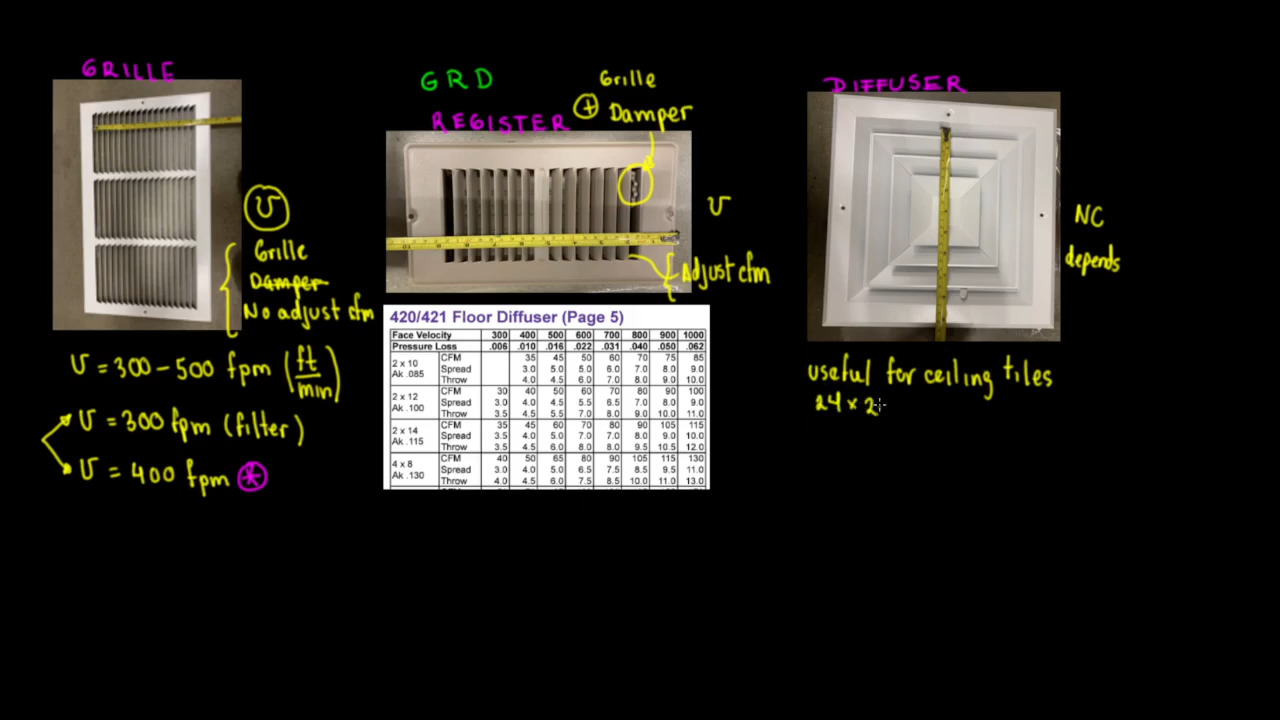 GRILLE
υ
Grille
Damper
No adjust cfm
υ = 300 - 500 fpm (ft/min)
υ = 300 fpm (filter)
υ = 400 fpm *
GRD
REGISTER
Grille
+ Damper
υ
Adjust cfm
420/421 Floor Diffuser (Page 5)
Face Velocity 300 400 500 600 700 800 900 1000
Pressure Loss .006 .010 .016 .022 .031 .040 .050 .062
2 x 10 Ak .085
CFM 35 45 50 60 70 75 85
Spread 3.0 5.0 5.0 6.0 7.0 8.0 9.0
Throw 4.0 4.5 6.0 7.0 8.0 9.0 10.0
2 x 12 Ak .100
CFM 30 40 50 60 70 80 90 100
Spread 3.5 4.0 4.5 5.5 6.5 7.0 8.0 9.0
Throw 3.5 4.5 5.5 7.0 8.0 9.0 10.0 11.0
2 x 14 Ak .115
CFM 35 45 60 70 80 90 105 115
Spread 3.5 4.0 5.0 7.0 7.0 8.0 9.0 10.0
Throw 3.5 4.5 6.0 8.0 8.0 9.5 10.5 12.0
4 x 8 Ak .130
CFM 40 50 65 80 90 105 115 130
Spread 3.0 4.0 5.0 6.5 7.5 8.5 9.5 11.0
Throw 4.0 4.5 6.0 7.5 8.5 10.0 11.0 13.0
DIFFUSER
NC
depends
useful for ceiling tiles
24 x 2